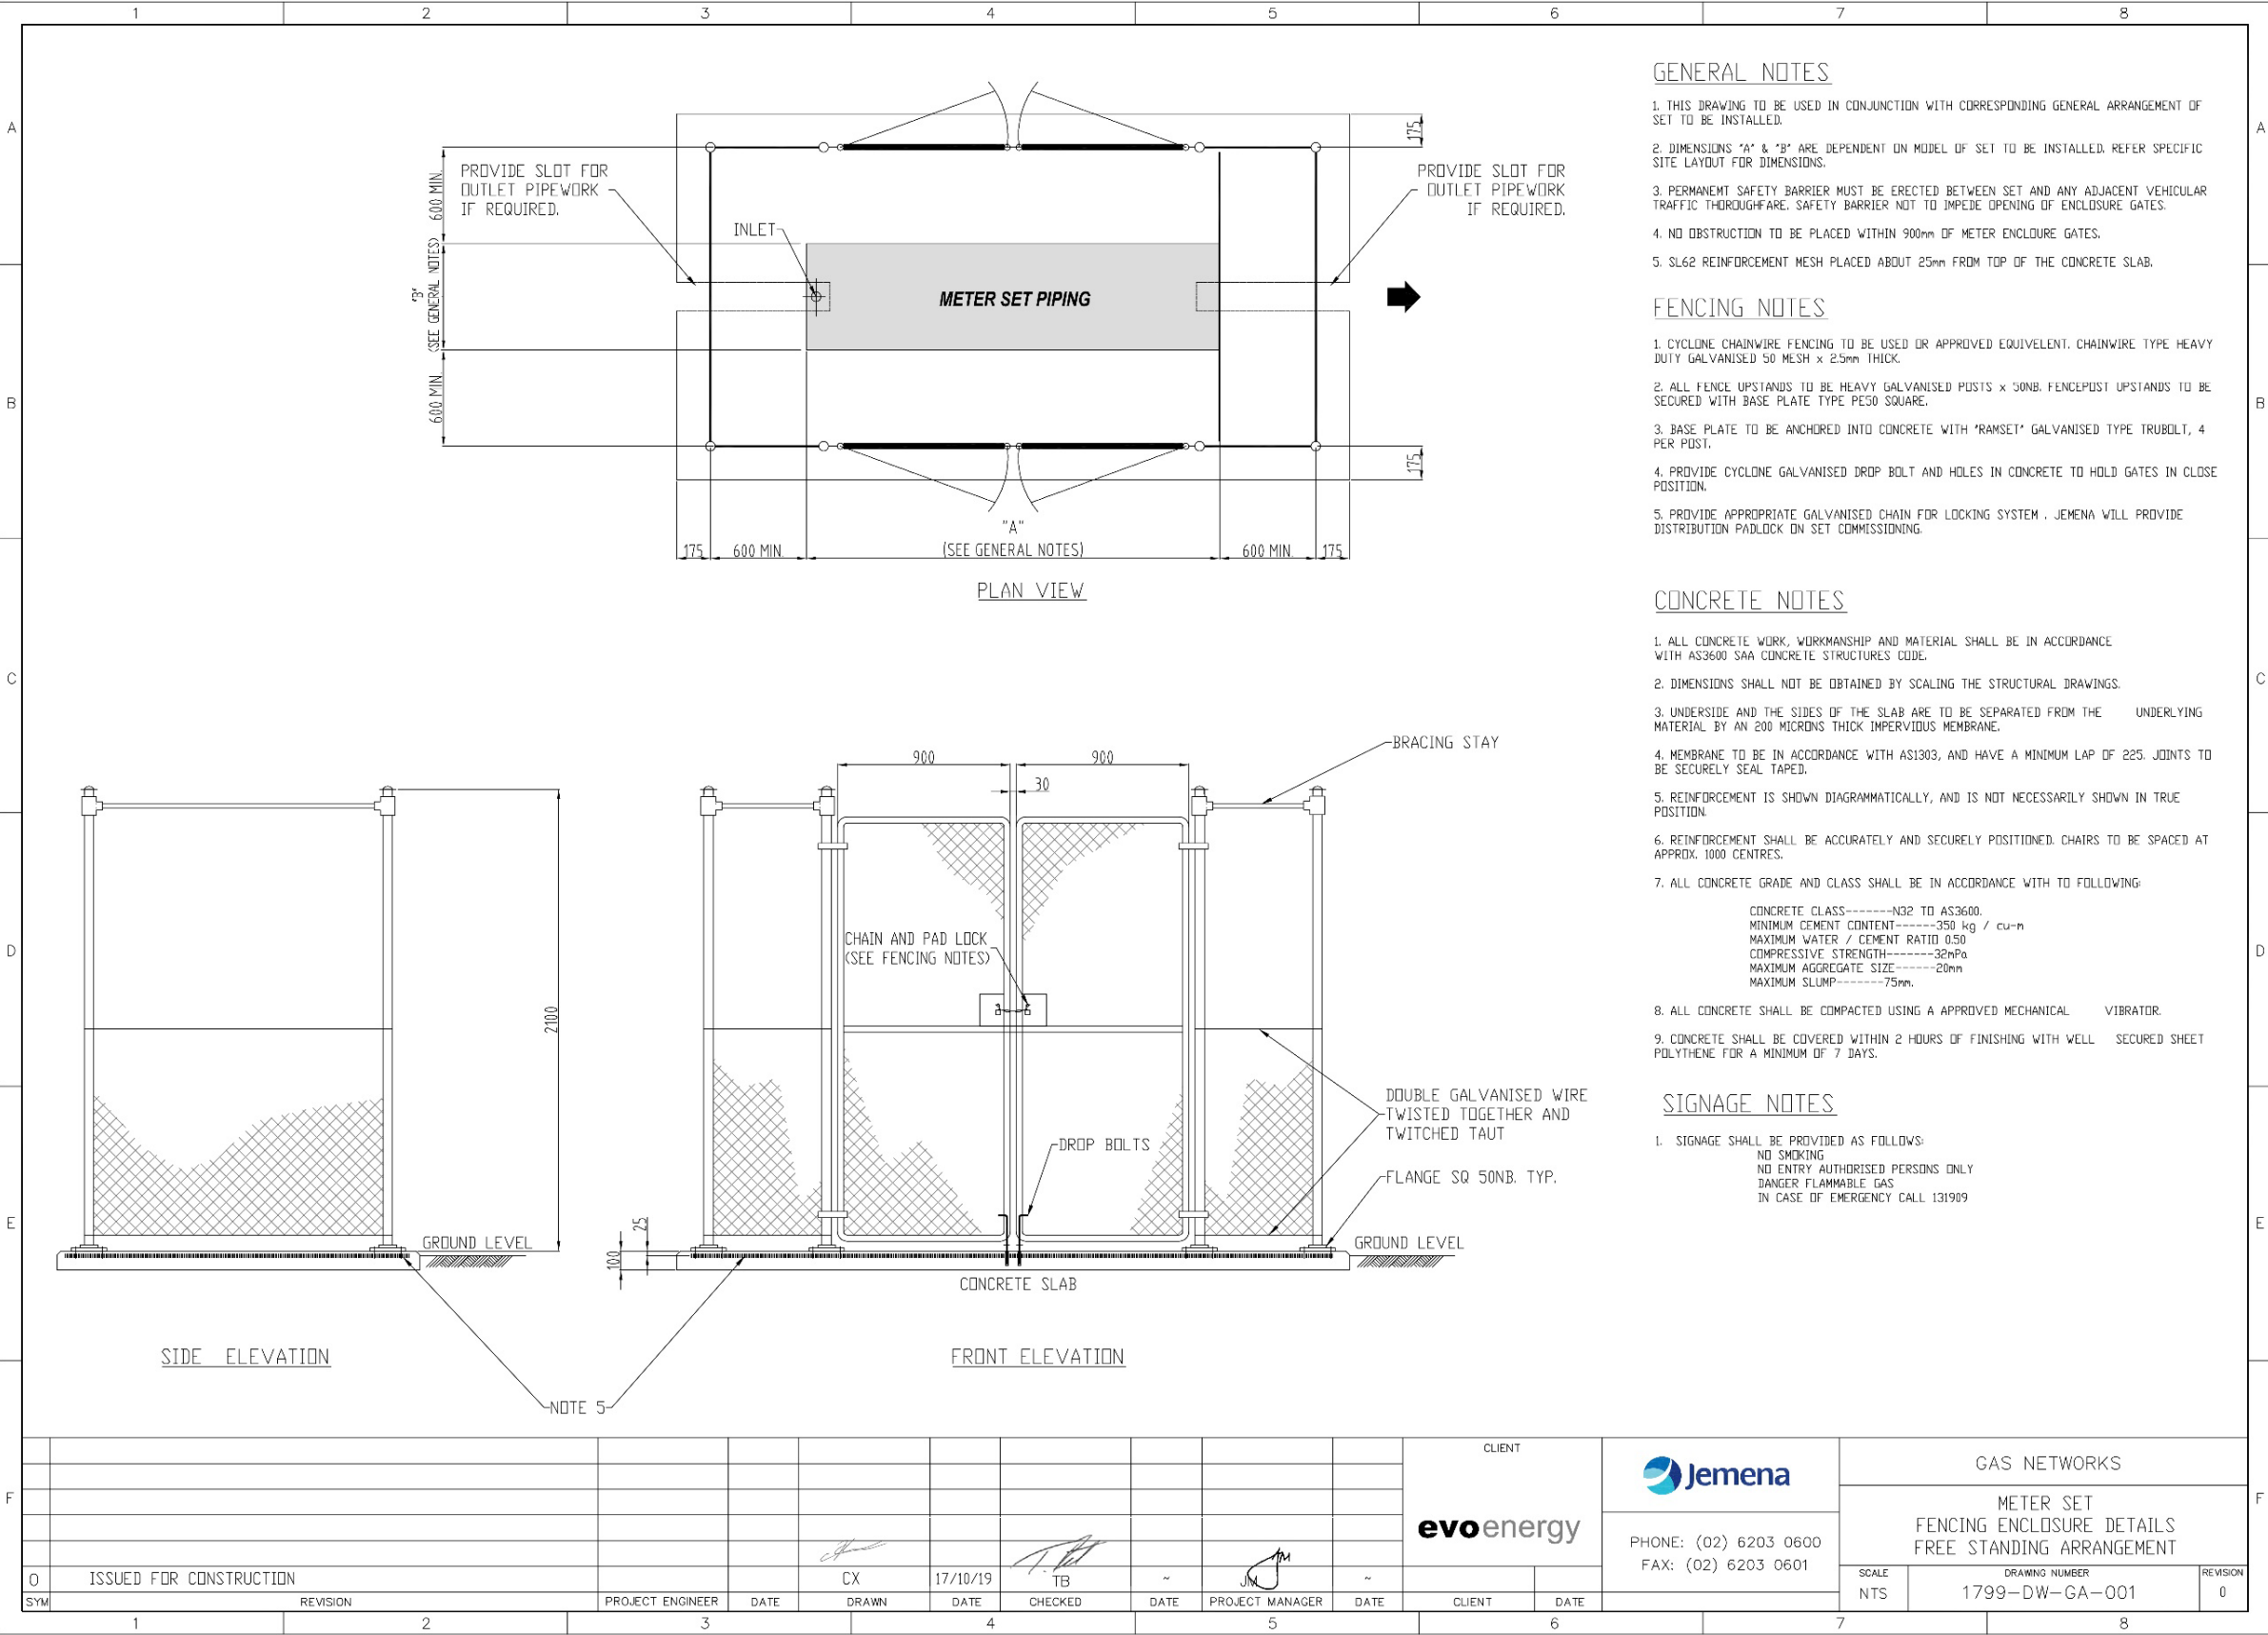 1 2 3 4 5 6 7 8
A A
B B
C C
D D
E E
F F
PROVIDE SLOT FOR
OUTLET PIPEWORK
IF REQUIRED.
INLET
PROVIDE SLOT FOR
OUTLET PIPEWORK
IF REQUIRED.
175
600 MIN.
"B"
(SEE GENERAL NOTES)
600 MIN.
METER SET PIPING
175
"A"
175 600 MIN. (SEE GENERAL NOTES) 600 MIN. 175
PLAN VIEW
BRACING STAY
900 900
30
2100
CHAIN AND PAD LOCK
(SEE FENCING NOTES)
DOUBLE GALVANISED WIRE
TWISTED TOGETHER AND
TWITCHED TAUT
DROP BOLTS
FLANGE SQ 50NB. TYP.
25
100
GROUND LEVEL
GROUND LEVEL
CONCRETE SLAB
SIDE ELEVATION
FRONT ELEVATION
NOTE 5
GENERAL NOTES
1. THIS DRAWING TO BE USED IN CONJUNCTION WITH CORRESPONDING GENERAL ARRANGEMENT OF
SET TO BE INSTALLED.
2. DIMENSIONS "A" & "B" ARE DEPENDENT ON MODEL OF SET TO BE INSTALLED. REFER SPECIFIC
SITE LAYOUT FOR DIMENSIONS.
3. PERMANEMT SAFETY BARRIER MUST BE ERECTED BETWEEN SET AND ANY ADJACENT VEHICULAR
TRAFFIC THOROUGHFARE. SAFETY BARRIER NOT TO IMPEDE OPENING OF ENCLOSURE GATES.
4. NO OBSTRUCTION TO BE PLACED WITHIN 900mm OF METER ENCLOURE GATES.
5. SL62 REINFORCEMENT MESH PLACED ABOUT 25mm FROM TOP OF THE CONCRETE SLAB.
FENCING NOTES
1. CYCLONE CHAINWIRE FENCING TO BE USED OR APPROVED EQUIVELENT. CHAINWIRE TYPE HEAVY
DUTY GALVANISED 50 MESH x 2.5mm THICK.
2. ALL FENCE UPSTANDS TO BE HEAVY GALVANISED POSTS x 50NB. FENCEPOST UPSTANDS TO BE
SECURED WITH BASE PLATE TYPE PE50 SQUARE.
3. BASE PLATE TO BE ANCHORED INTO CONCRETE WITH "RAMSET" GALVANISED TYPE TRUBOLT, 4
PER POST.
4. PROVIDE CYCLONE GALVANISED DROP BOLT AND HOLES IN CONCRETE TO HOLD GATES IN CLOSE
POSITION.
5. PROVIDE APPROPRIATE GALVANISED CHAIN FOR LOCKING SYSTEM . JEMENA WILL PROVIDE
DISTRIBUTION PADLOCK ON SET COMMISSIONING.
CONCRETE NOTES
1. ALL CONCRETE WORK, WORKMANSHIP AND MATERIAL SHALL BE IN ACCORDANCE
WITH AS3600 SAA CONCRETE STRUCTURES CODE.
2. DIMENSIONS SHALL NOT BE OBTAINED BY SCALING THE STRUCTURAL DRAWINGS.
3. UNDERSIDE AND THE SIDES OF THE SLAB ARE TO BE SEPARATED FROM THE UNDERLYING
MATERIAL BY AN 200 MICRONS THICK IMPERVIOUS MEMBRANE.
4. MEMBRANE TO BE IN ACCORDANCE WITH AS1303, AND HAVE A MINIMUM LAP OF 225. JOINTS TO
BE SECURELY SEAL TAPED.
5. REINFORCEMENT IS SHOWN DIAGRAMMATICALLY, AND IS NOT NECESSARILY SHOWN IN TRUE
POSITION.
6. REINFORCEMENT SHALL BE ACCURATELY AND SECURELY POSITIONED. CHAIRS TO BE SPACED AT
APPROX. 1000 CENTRES.
7. ALL CONCRETE GRADE AND CLASS SHALL BE IN ACCORDANCE WITH TO FOLLOWING:
CONCRETE CLASS-------N32 TO AS3600.
MINIMUM CEMENT CONTENT------350 kg / cu-m
MAXIMUM WATER / CEMENT RATIO 0.50
COMPRESSIVE STRENGTH-------32mPa
MAXIMUM AGGREGATE SIZE------20mm
MAXIMUM SLUMP-------75mm.
8. ALL CONCRETE SHALL BE COMPACTED USING A APPROVED MECHANICAL VIBRATOR.
9. CONCRETE SHALL BE COVERED WITHIN 2 HOURS OF FINISHING WITH WELL SECURED SHEET
POLYTHENE FOR A MINIMUM OF 7 DAYS.
SIGNAGE NOTES
1. SIGNAGE SHALL BE PROVIDED AS FOLLOWS:
NO SMOKING
NO ENTRY AUTHORISED PERSONS ONLY
DANGER FLAMMABLE GAS
IN CASE OF EMERGENCY CALL 131909
0 ISSUED FOR CONSTRUCTION CX 17/10/19 TB ~ JM ~
SYM REVISION PROJECT ENGINEER DATE DRAWN DATE CHECKED DATE PROJECT MANAGER DATE CLIENT DATE
CLIENT
evoenergy
Jemena
PHONE: (02) 6203 0600
FAX: (02) 6203 0601
GAS NETWORKS
METER SET
FENCING ENCLOSURE DETAILS
FREE STANDING ARRANGEMENT
SCALE
NTS
DRAWING NUMBER
1799-DW-GA-001
REVISION
0
1 2 3 4 5 6 7 8